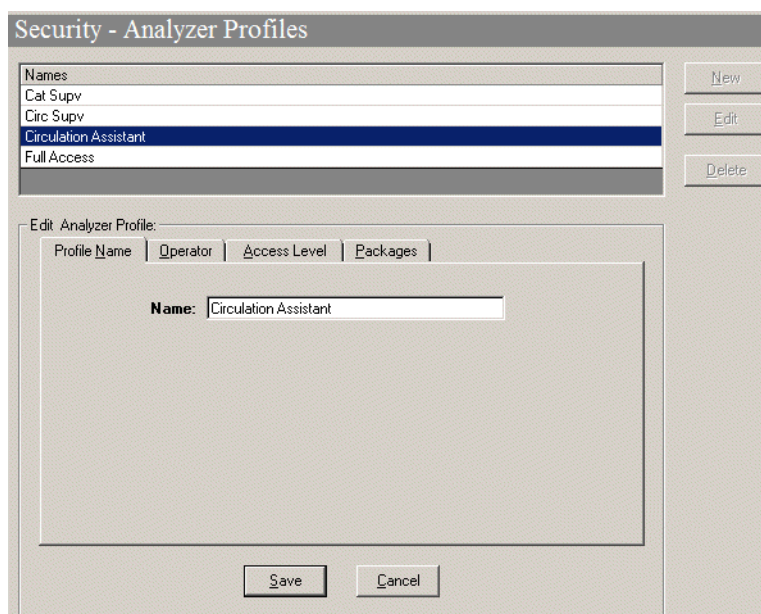 Security - Analyzer Profiles
Names
Cat Supv
Circ Supv
Circulation Assistant
Full Access
New
Edit
Delete
Edit Analyzer Profile:
Profile Name Operator Access Level Packages
Name: Circulation Assistant
Save Cancel